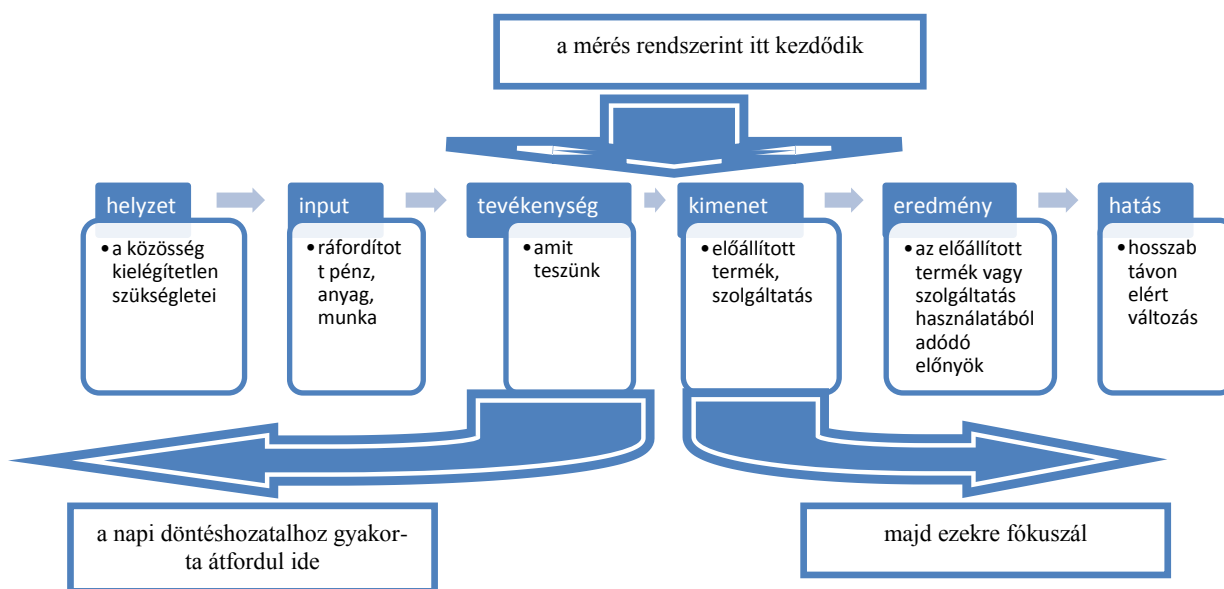 a mérés rendszerint itt kezdődik
helyzet
• a közösség
kielégítetlen
szükségletei
input
• ráfordítot
t pénz,
anyag,
munka
tevékenység
• amit
teszünk
kimenet
• előállított
termék,
szolgáltatás
eredmény
• az előállított
termék vagy
szolgáltatás
használatából
adódó
előnyök
hatás
• hosszab
távon
elért
változás
a napi döntéshozatalhoz gyakor-
ta átfordul ide
majd ezekre fókuszál